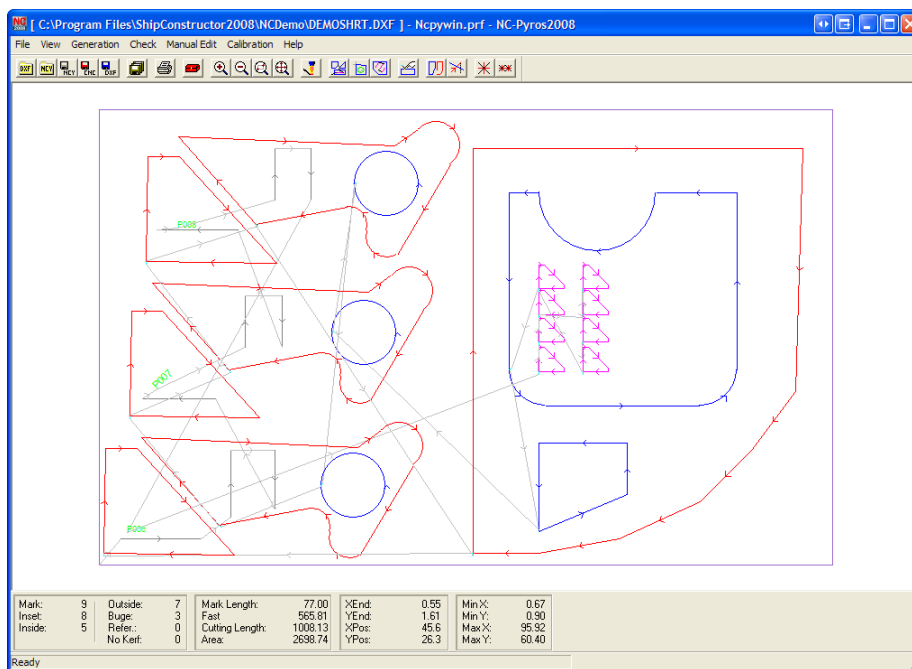 [ C:\Program Files\ShipConstructor2008\NCDemo\DEMOSHRT.DXF ] - Ncpywin.prf - NC-Pyros2008
File View Generation Check Manual Edit Calibration Help
DXF NCV NCV ENC DXF
P008
P007
P006
Mark: 9 Outside: 7 Mark Length: 77.00 XEnd: 0.55 Min X: 0.67
Inset: 8 Buge: 3 Fast 565.81 YEnd: 1.61 Min Y: 0.90
Inside: 5 Refer.: 0 Cutting Length: 1008.13 XPos: 45.6 Max X: 95.92
No Kerf: 0 Area: 2698.74 YPos: 26.3 Max Y: 60.40
Ready